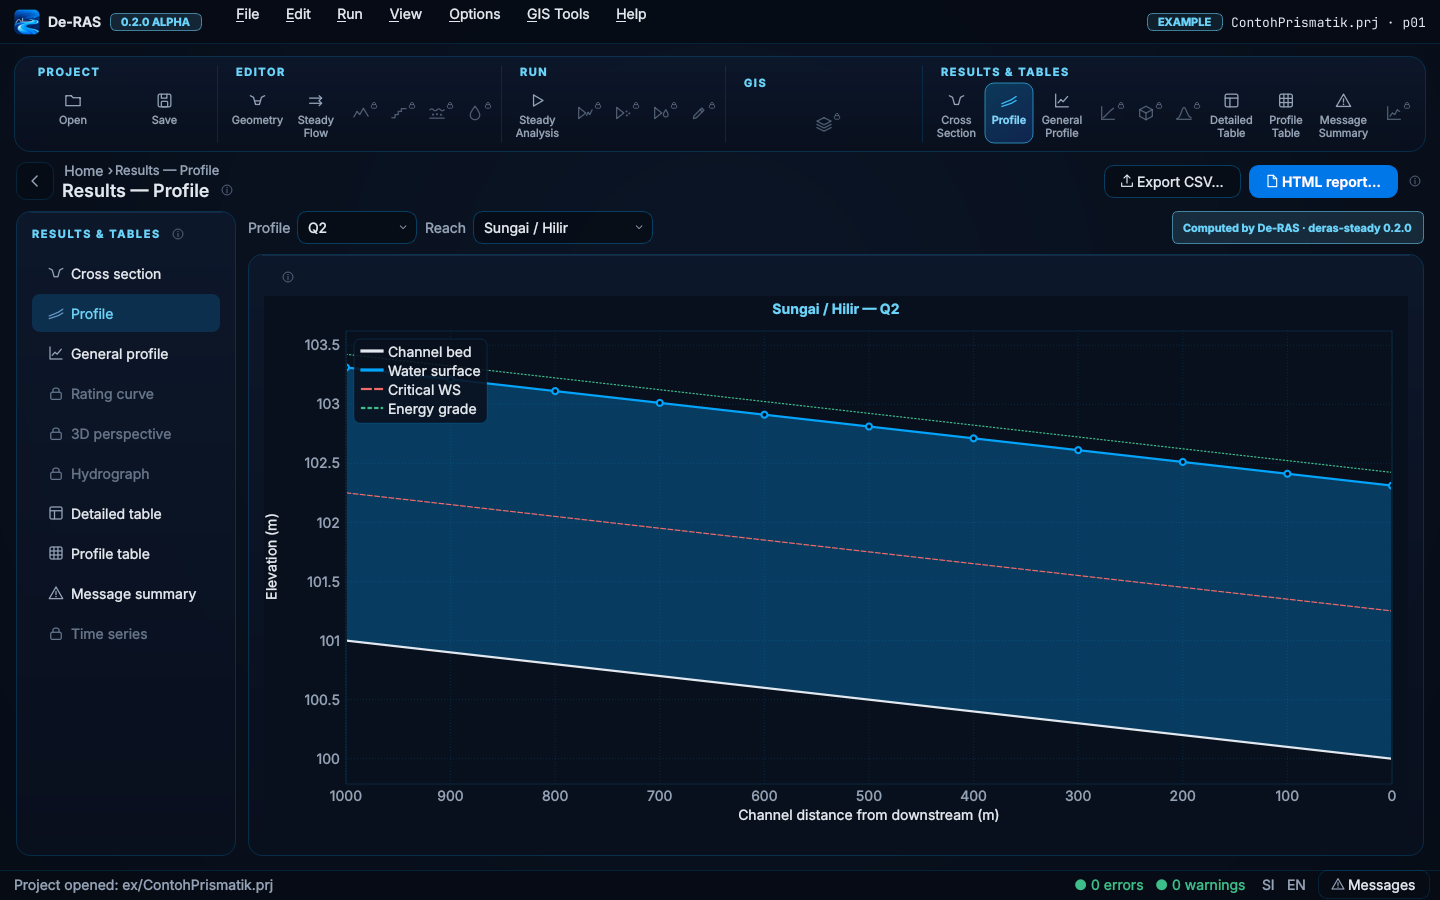 De-RAS 0.2.0 ALPHA File Edit Run View Options GIS Tools Help EXAMPLE ContohPrismatik.prj · p01
PROJECT
Open Save
EDITOR
Geometry Steady Flow
RUN
Steady Analysis
GIS
RESULTS & TABLES
Cross Section Profile General Profile Detailed Table Profile Table Message Summary
Home › Results — Profile
Results — Profile
Export CSV... HTML report...
RESULTS & TABLES
Cross section
Profile
General profile
Rating curve
3D perspective
Hydrograph
Detailed table
Profile table
Message summary
Time series
Profile Q2 Reach Sungai / Hilir Computed by De-RAS · deras-steady 0.2.0
Sungai / Hilir — Q2
Channel bed
Water surface
Critical WS
Energy grade
Elevation (m)
103.5
103
102.5
102
101.5
101
100.5
100
1000 900 800 700 600 500 400 300 200 100 0
Channel distance from downstream (m)
Project opened: ex/ContohPrismatik.prj 0 errors 0 warnings SI EN Messages